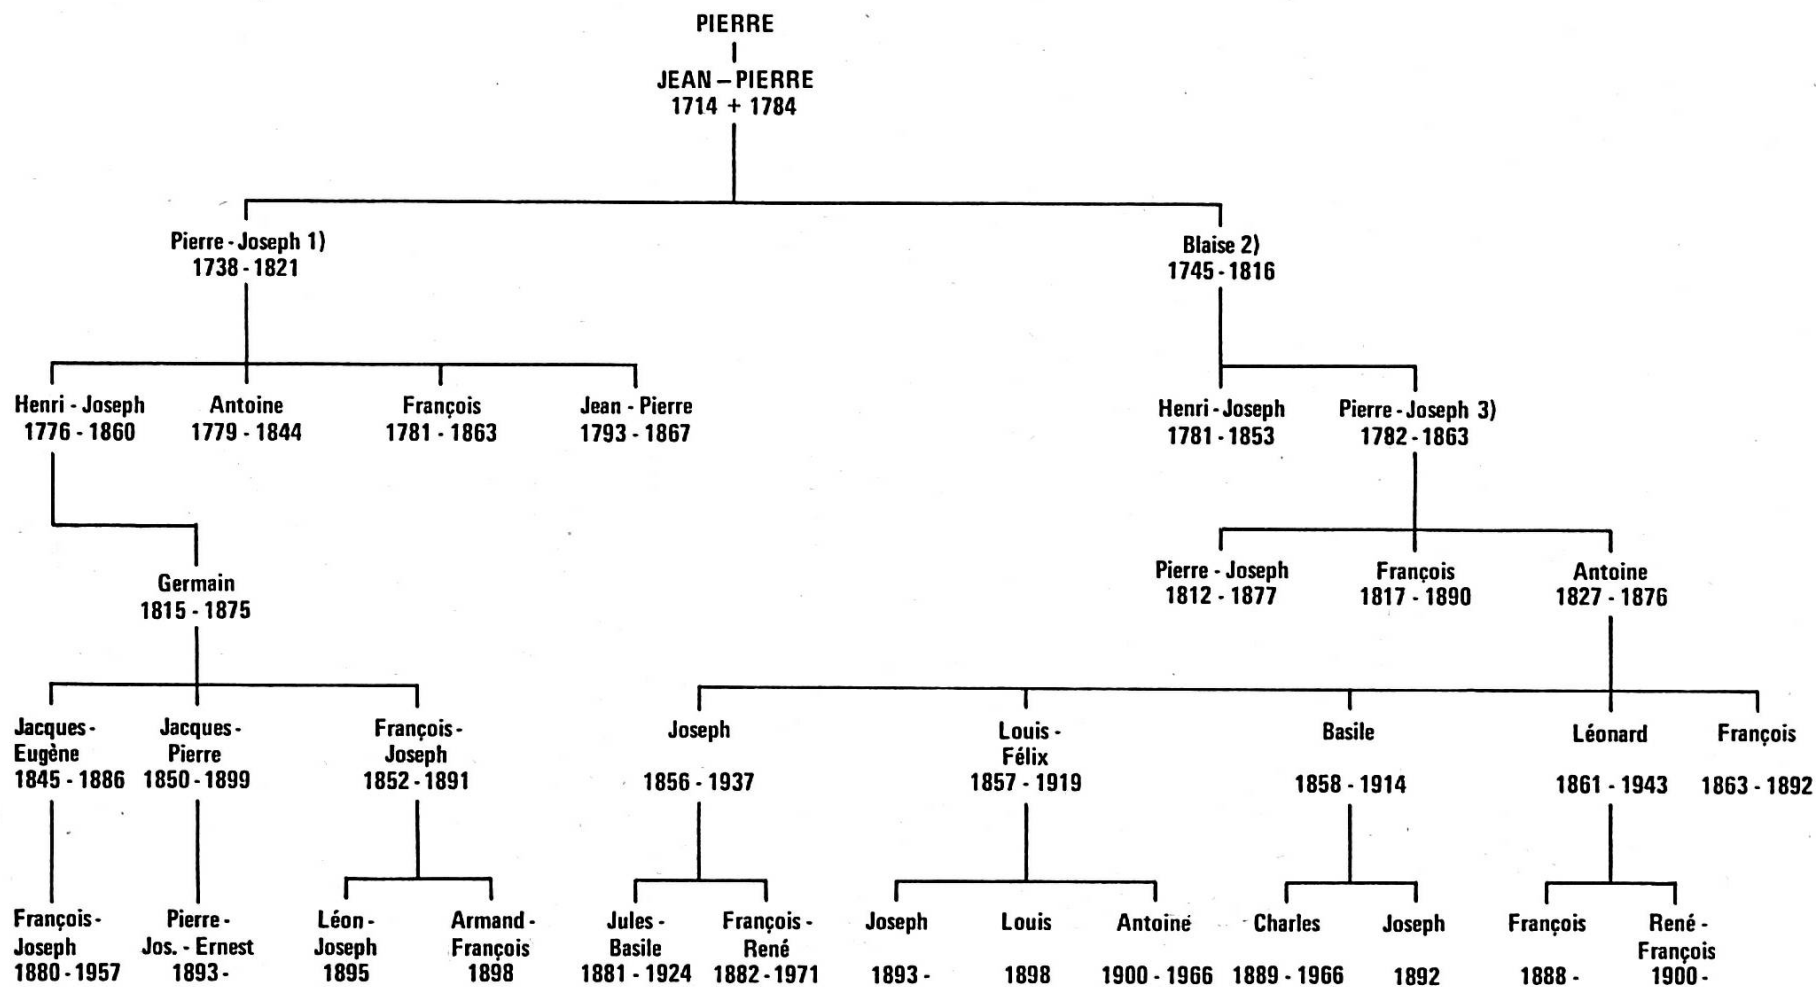 PIERRE
JEAN – PIERRE
1714 + 1784
Pierre - Joseph 1)
1738 - 1821
Blaise 2)
1745 - 1816
Henri - Joseph
1776 - 1860
Antoine
1779 - 1844
François
1781 - 1863
Jean - Pierre
1793 - 1867
Henri - Joseph
1781 - 1853
Pierre - Joseph 3)
1782 - 1863
Germain
1815 - 1875
Pierre - Joseph
1812 - 1877
François
1817 - 1890
Antoine
1827 - 1876
Jacques -
Eugène
1845 - 1886
Jacques -
Pierre
1850 - 1899
François -
Joseph
1852 - 1891
Joseph
1856 - 1937
Louis -
Félix
1857 - 1919
Basile
1858 - 1914
Léonard
1861 - 1943
François
1863 - 1892
François -
Joseph
1880 - 1957
Pierre -
Jos. - Ernest
1893 -
Léon -
Joseph
1895
Armand -
François
1898
Jules -
Basile
1881 - 1924
François -
René
1882 - 1971
Joseph
1893 -
Louis
1898
Antoine
1900 - 1966
Charles
1889 - 1966
Joseph
1892
François
1888 -
René -
François
1900 -